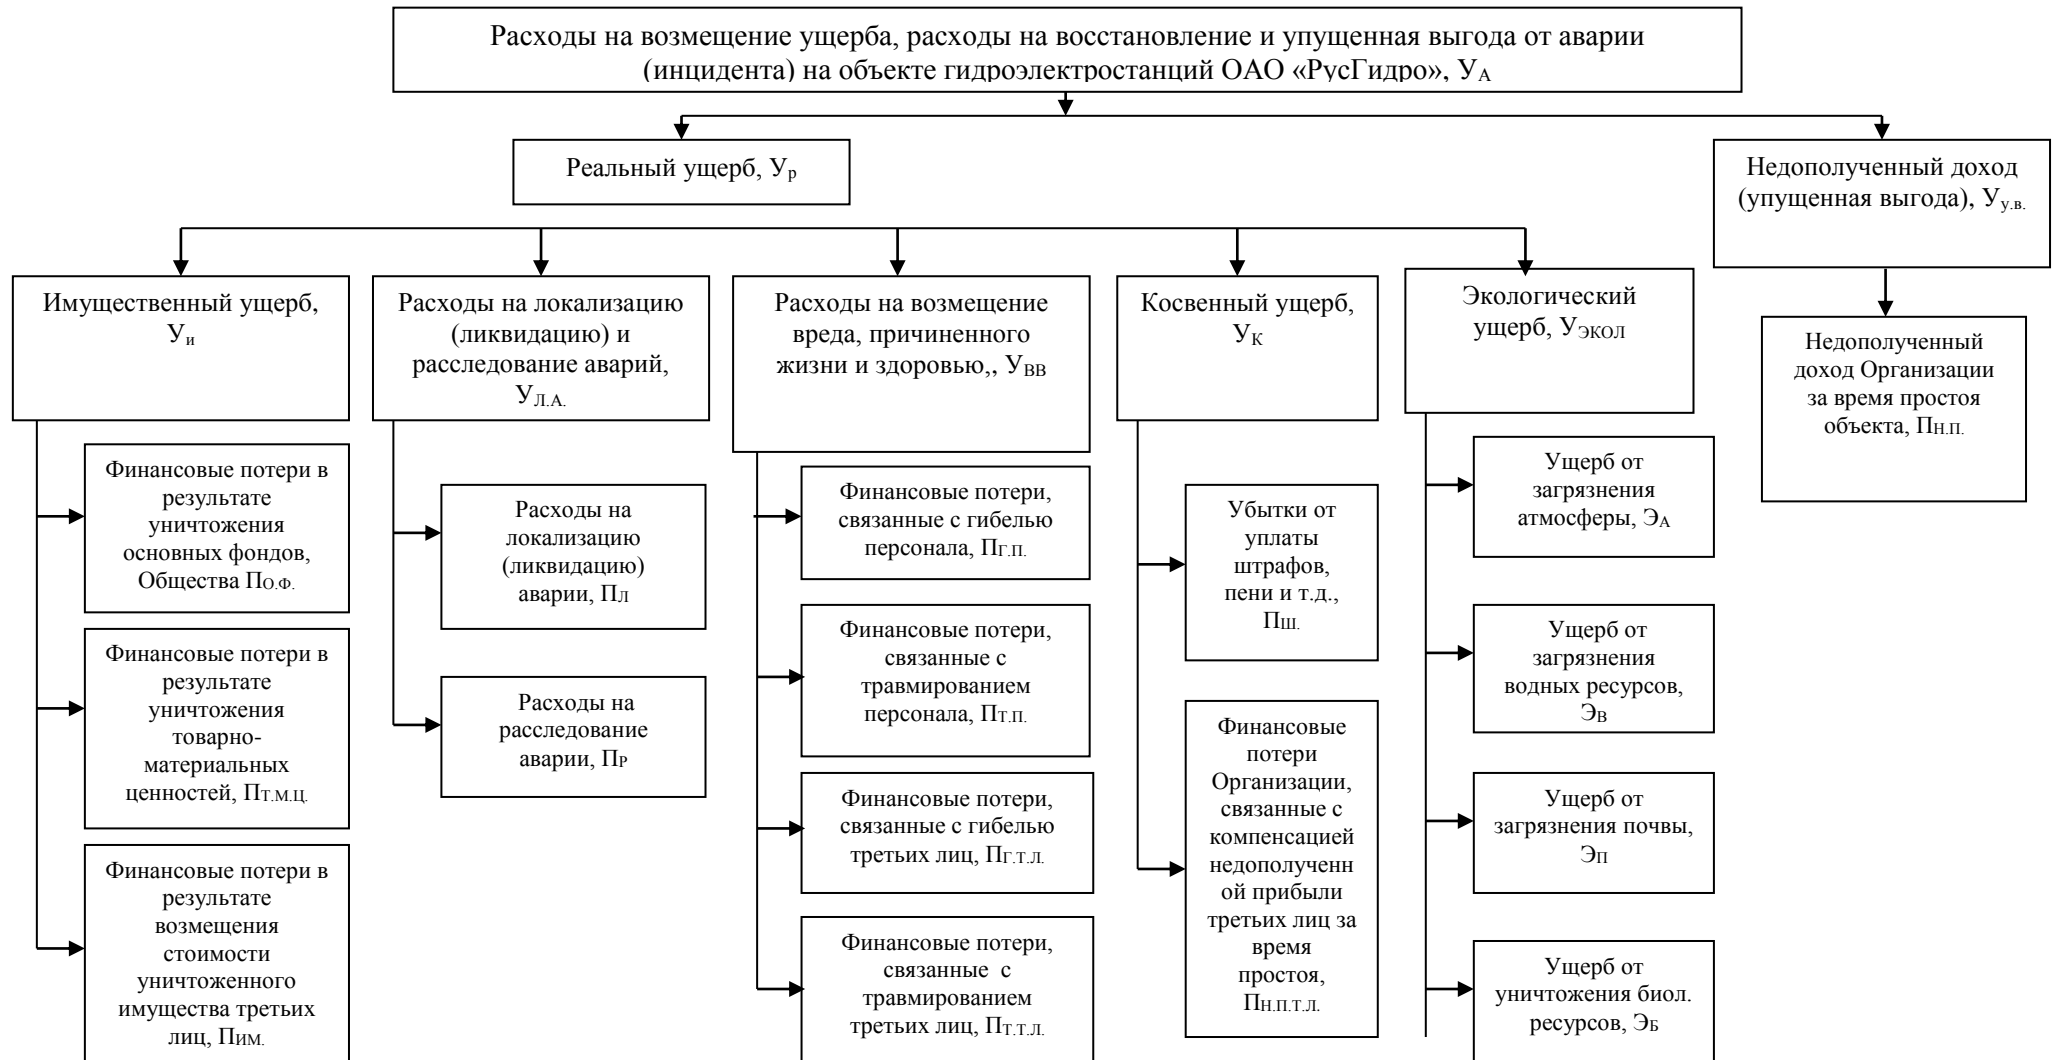 Расходы на возмещение ущерба, расходы на восстановление и упущенная выгода от аварии
(инцидента) на объекте гидроэлектростанций ОАО «РусГидро», УА
Реальный ущерб, Ур
Недополученный доход
(упущенная выгода), Уу.в.
Имущественный ущерб,
Уи
Расходы на локализацию
(ликвидацию) и
расследование аварий,
УЛ.А.
Расходы на возмещение
вреда, причиненного
жизни и здоровью,, УВВ
Косвенный ущерб,
УК
Экологический
ущерб, УЭКОЛ
Недополученный
доход Организации
за время простоя
объекта, ПН.П.
Финансовые потери в
результате
уничтожения
основных фондов,
Общества ПО.Ф.
Финансовые потери в
результате
уничтожения
товарно-
материальных
ценностей, ПТ.М.Ц.
Финансовые потери в
результате
возмещения
стоимости
уничтоженного
имущества третьих
лиц, ПИМ.
Расходы на
локализацию
(ликвидацию)
аварии, ПЛ
Расходы на
расследование
аварии, ПР
Финансовые потери,
связанные с гибелью
персонала, ПГ.П.
Финансовые потери,
связанные с
травмированием
персонала, ПТ.П.
Финансовые потери,
связанные с гибелью
третьих лиц, ПГ.Т.Л.
Финансовые потери,
связанные с
травмированием
третьих лиц, ПТ.Т.Л.
Убытки от
уплаты
штрафов,
пени и т.д.,
ПШ.
Финансовые
потери
Организации,
связанные с
компенсацией
недополученн
ой прибыли
третьих лиц за
время
простоя,
ПН.П.Т.Л.
Ущерб от
загрязнения
атмосферы, ЭА
Ущерб от
загрязнения
водных ресурсов,
ЭВ
Ущерб от
загрязнения почвы,
ЭП
Ущерб от
уничтожения биол.
ресурсов, ЭБ